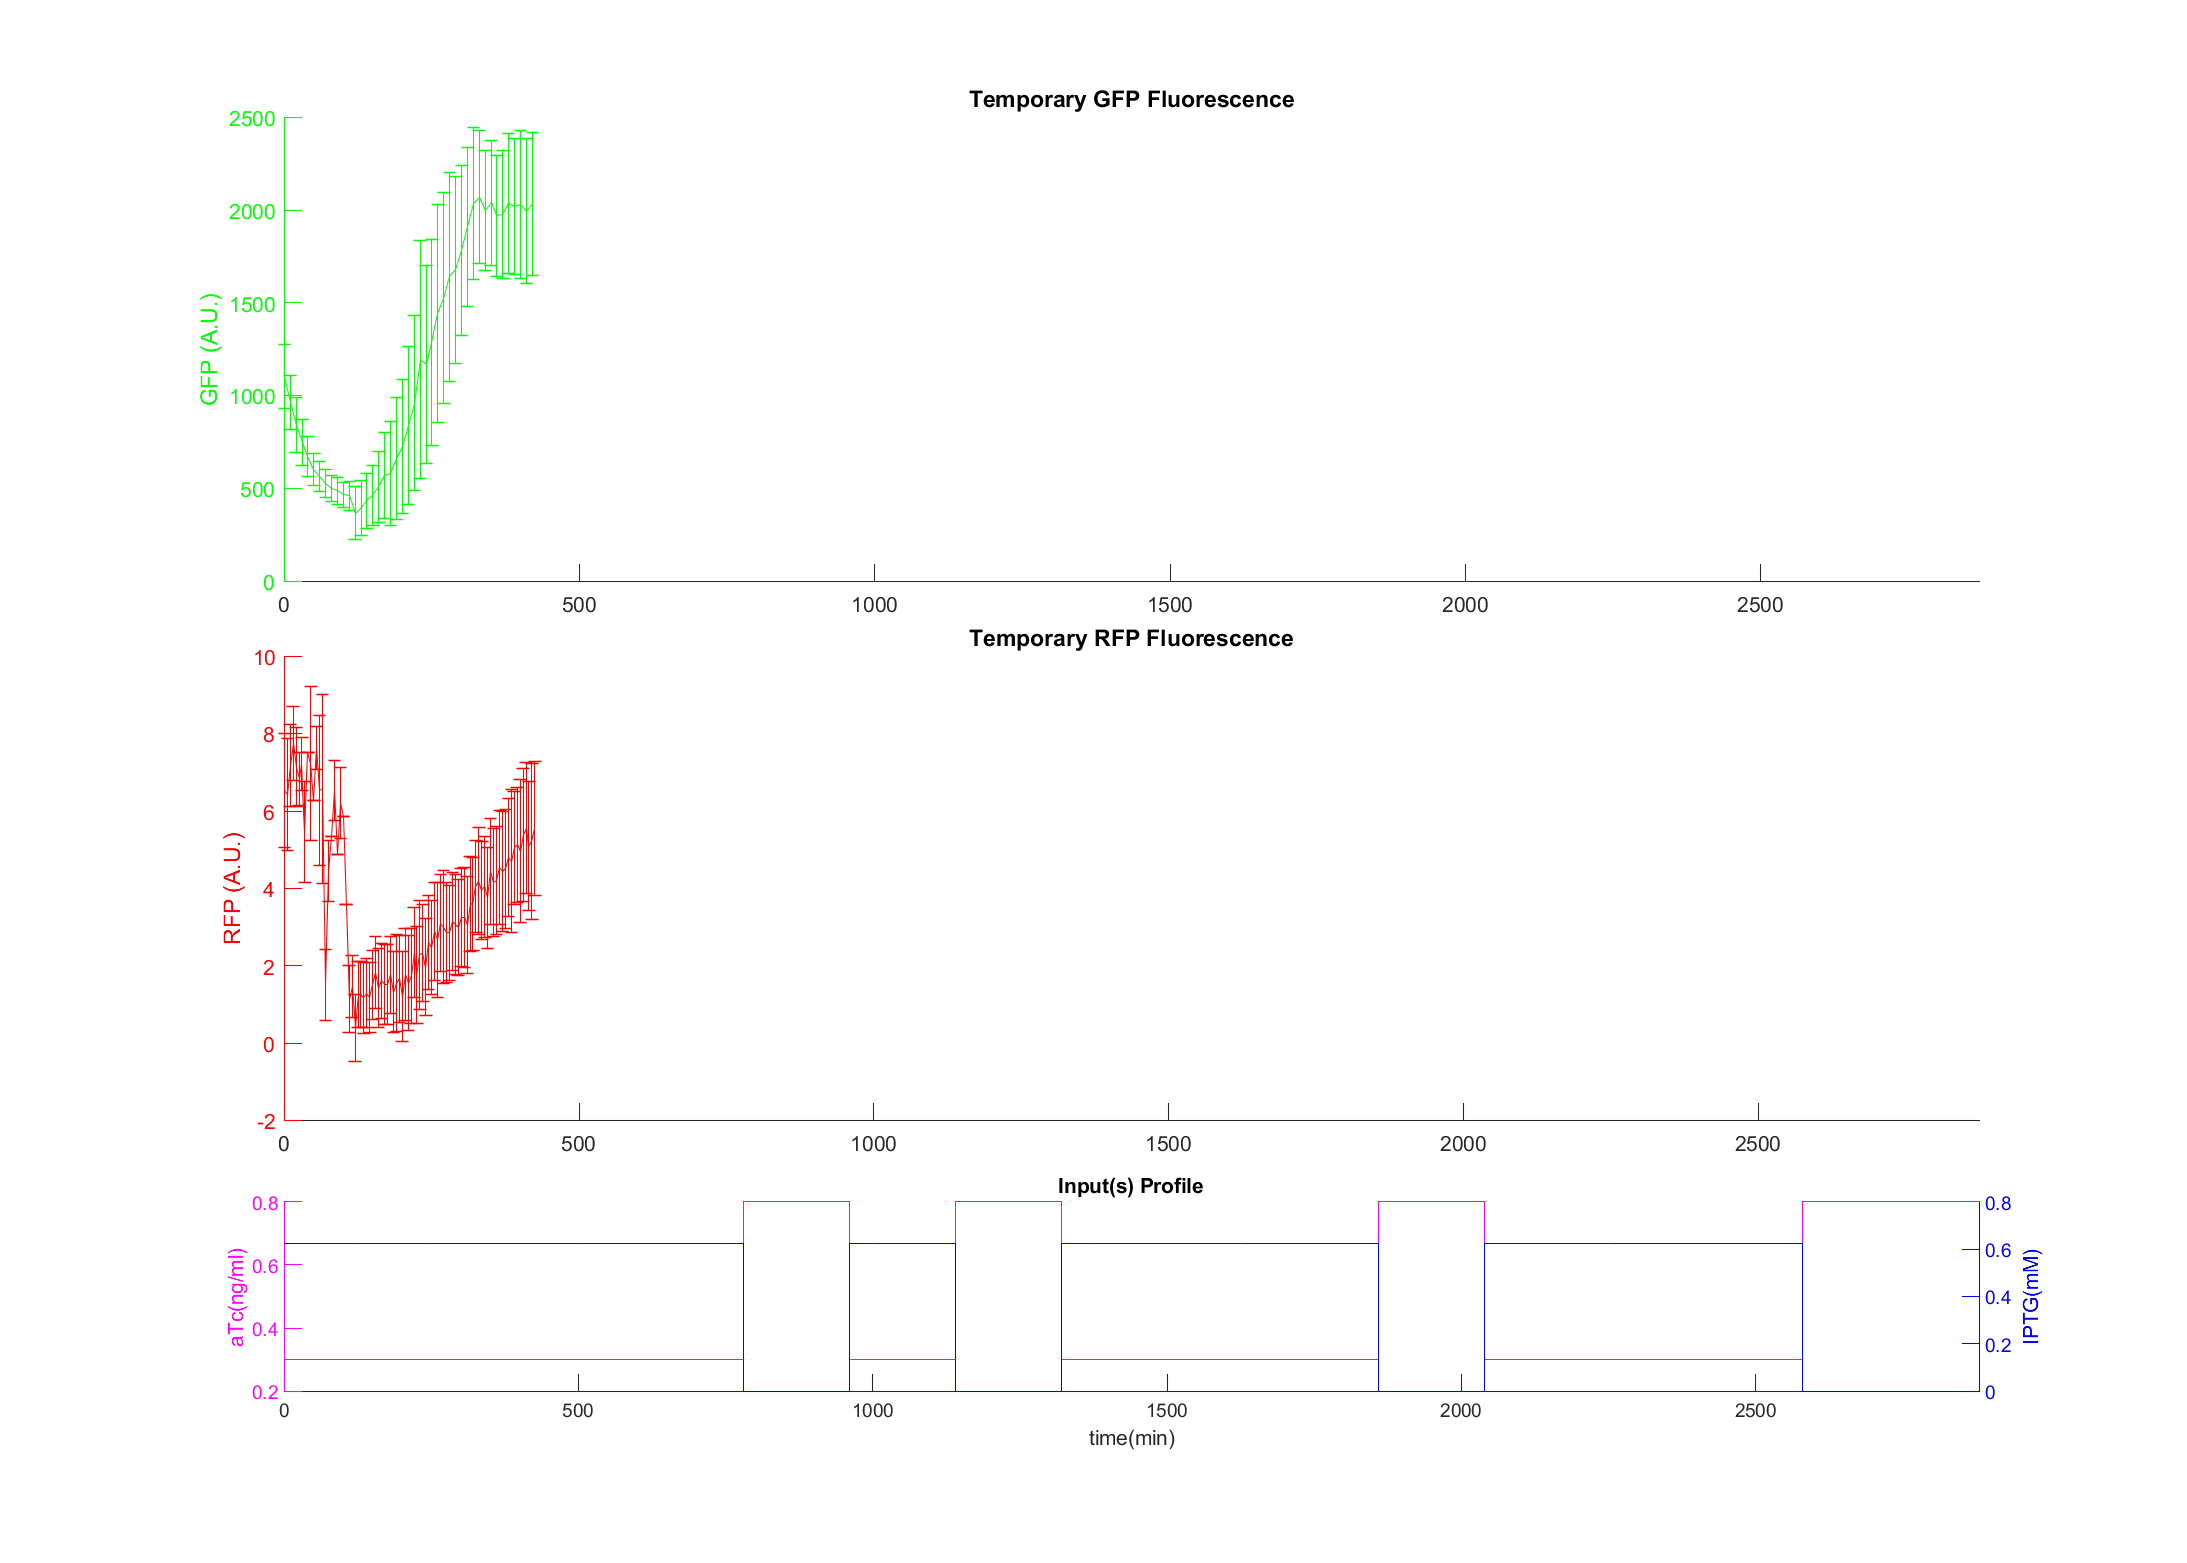 Temporary GFP Fluorescence
2500
2000
1500
1000
500
0
GFP (A.U.)
0 500 1000 1500 2000 2500
Temporary RFP Fluorescence
10
8
6
4
2
0
-2
RFP (A.U.)
0 500 1000 1500 2000 2500
Input(s) Profile
0.8
0.6
0.4
0.2
aTc(ng/ml)
0.8
0.6
0.4
0.2
0
IPTG(mM)
0 500 1000 1500 2000 2500
time(min)